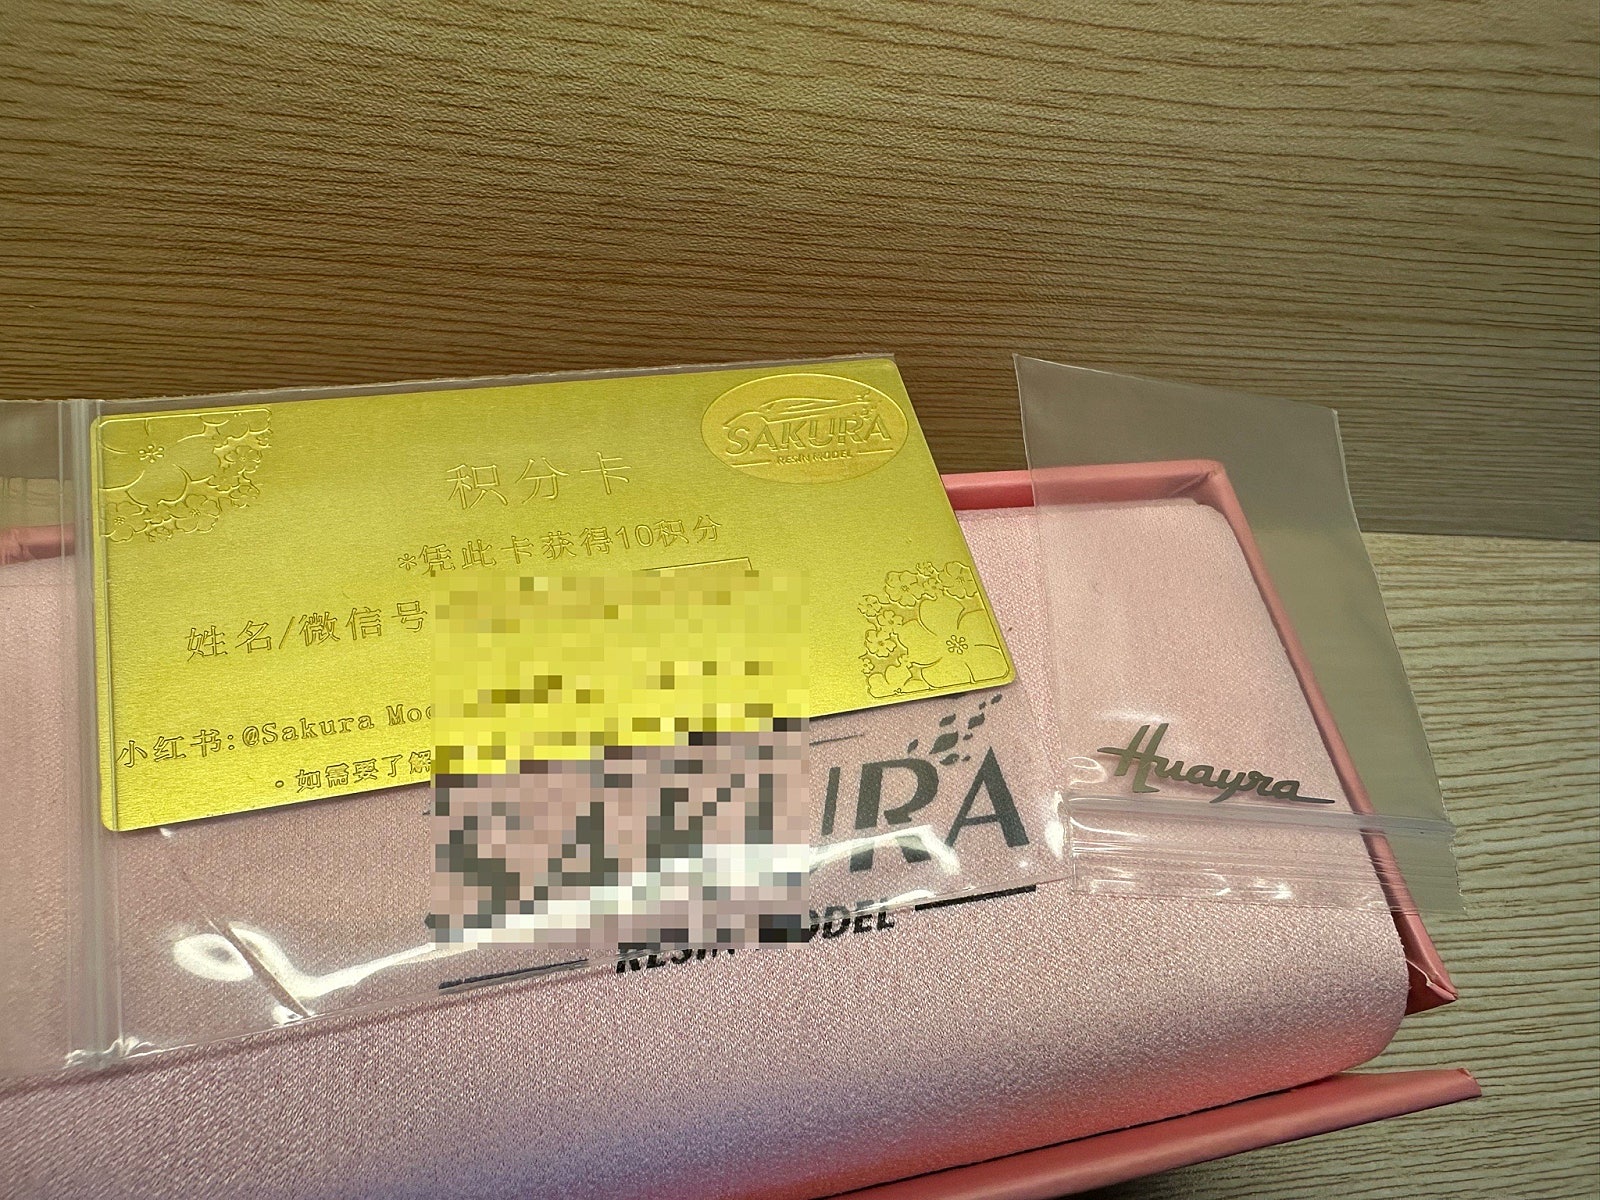 SAKURA
RESIN MODEL
积分卡
*凭此卡获得10积分
姓名/微信号
小红书:@Sakura
·如需要了解
RA
RESIN MODEL
Huayra